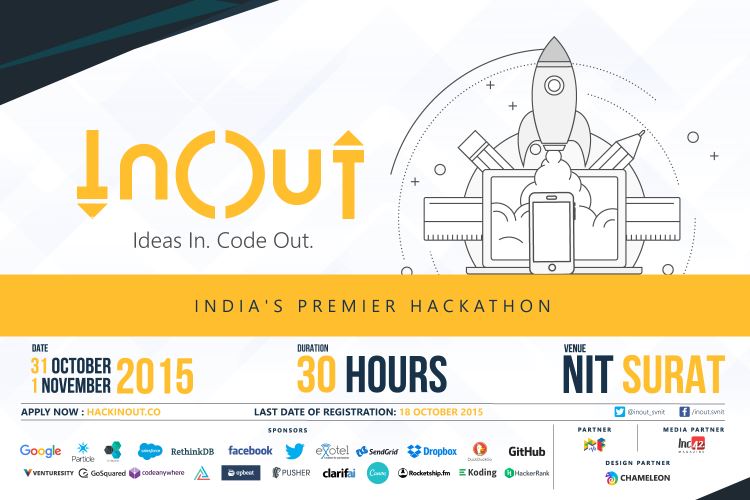 InOut
Ideas In. Code Out.
INDIA'S PREMIER HACKATHON
DATE
31 OCTOBER
1 NOVEMBER
2015
DURATION
30 HOURS
VENUE
NIT SURAT
APPLY NOW : HACKINOUT.CO
LAST DATE OF REGISTRATION: 18 OCTOBER 2015
@inout_svnit
/inout.svnit
SPONSORS
Google
Particle
salesforce
RethinkDB
facebook
exotel
SendGrid
Dropbox
DuckDuckGo
GitHub
VENTURESITY
GoSquared
codeanywhere
epbeat
PUSHER
clarifai
Canva
Rocketship.fm
Koding
HackerRank
PARTNER
MEDIA PARTNER
Inc42
MAGAZINE
DESIGN PARTNER
CHAMELEON